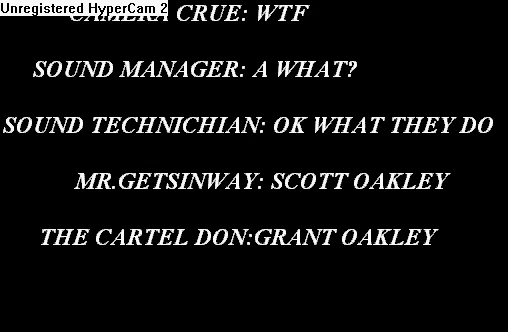 Unregistered HyperCam 2
CAMERA CRUE: WTF
SOUND MANAGER: A WHAT?
SOUND TECHNICHIAN: OK WHAT THEY DO
MR.GETSINWAY: SCOTT OAKLEY
THE CARTEL DON:GRANT OAKLEY